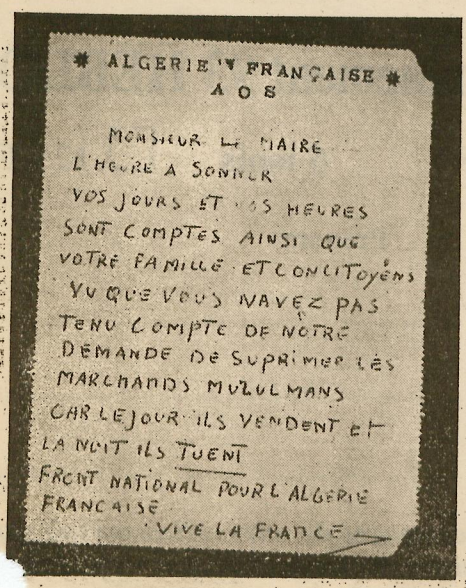 * ALGERIE FRANÇAISE *
A O S
MONSIEUR LE MAIRE
L'HEURE A SONNER
VOS JOURS ET VOS HEURES
SONT COMPTES AINSI QUE
VOTRE FAMILLE ET CONCITOYÉNS
VU QUE VOUS NAVEZ PAS
TENU COMPTE DE NOTRE
DEMANDE DE SUPRIMER LES
MARCHANDS MUZULMANS
CAR LE JOUR ILS VENDENT ET
LA NUIT ILS TUENT
FRONT NATIONAL POUR L'ALGERIE
FRANCAISE
VIVE LA FRANCE